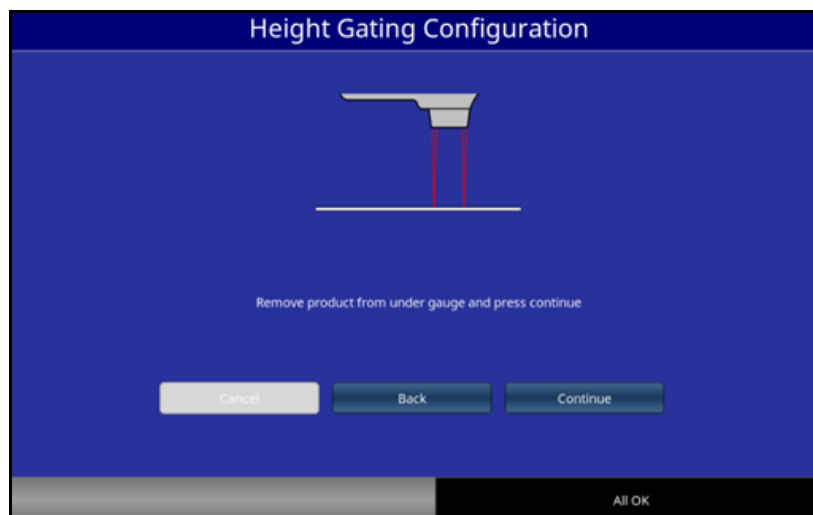 Height Gating Configuration
Remove product from under gauge and press continue
Cancel
Back
Continue
All OK